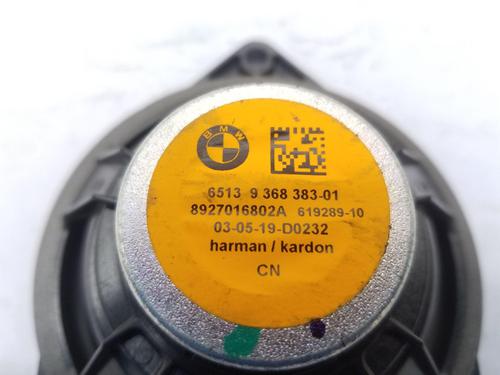 BMW
6513 9 368 383-01
8927016802A 619289-10
03-05-19-D0232
harman / kardon
CN